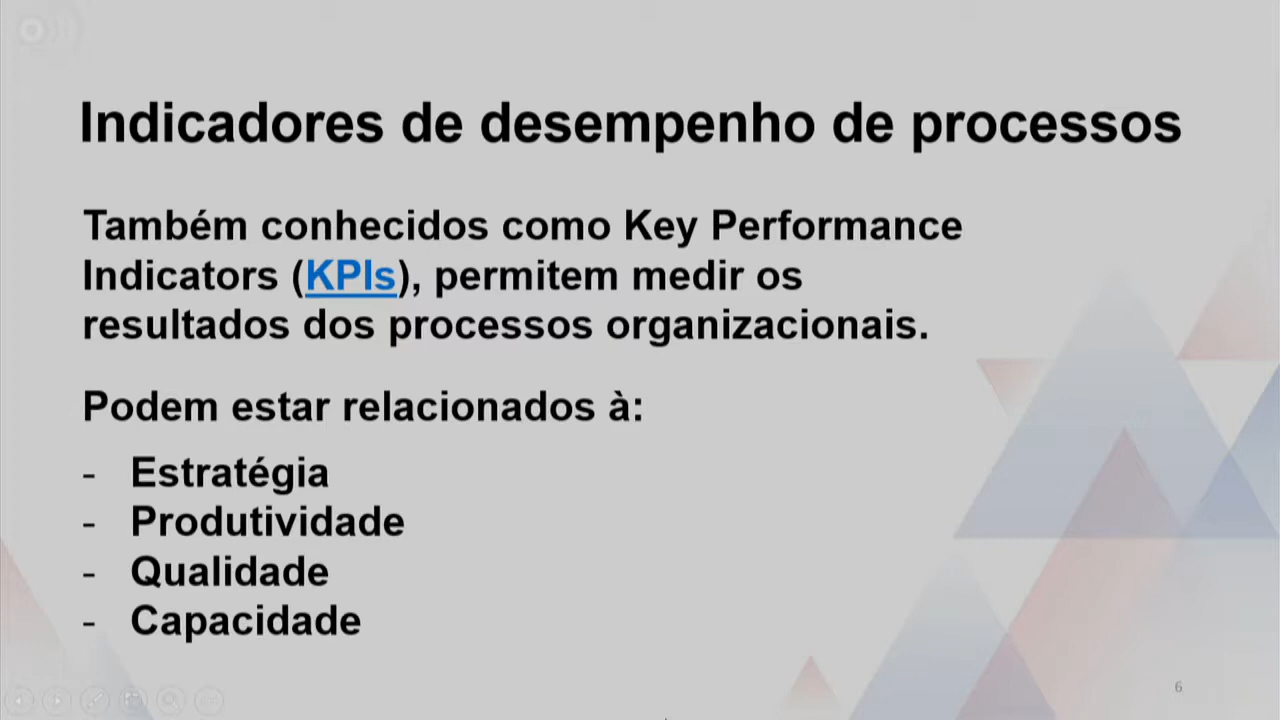 Indicadores de desempenho de processos
Também conhecidos como Key Performance
Indicators (KPIs), permitem medir os
resultados dos processos organizacionais.
Podem estar relacionados à:
- Estratégia
- Produtividade
- Qualidade
- Capacidade
6